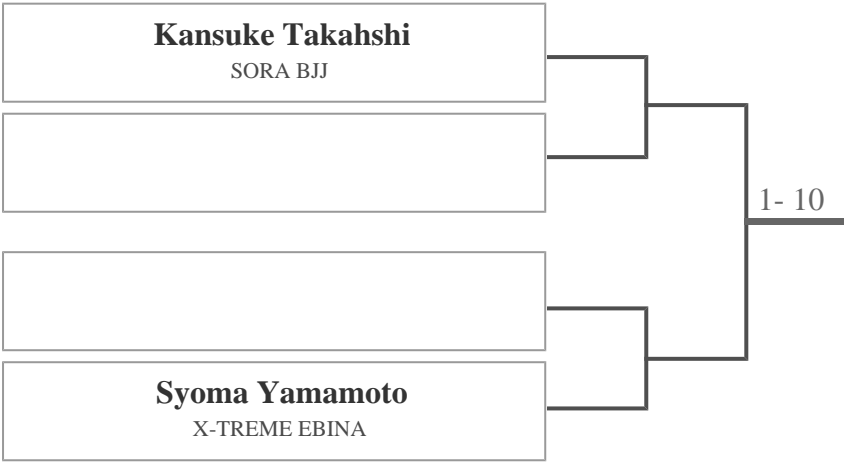 Kansuke Takahshi
SORA BJJ
1- 10
Syoma Yamamoto
X-TREME EBINA